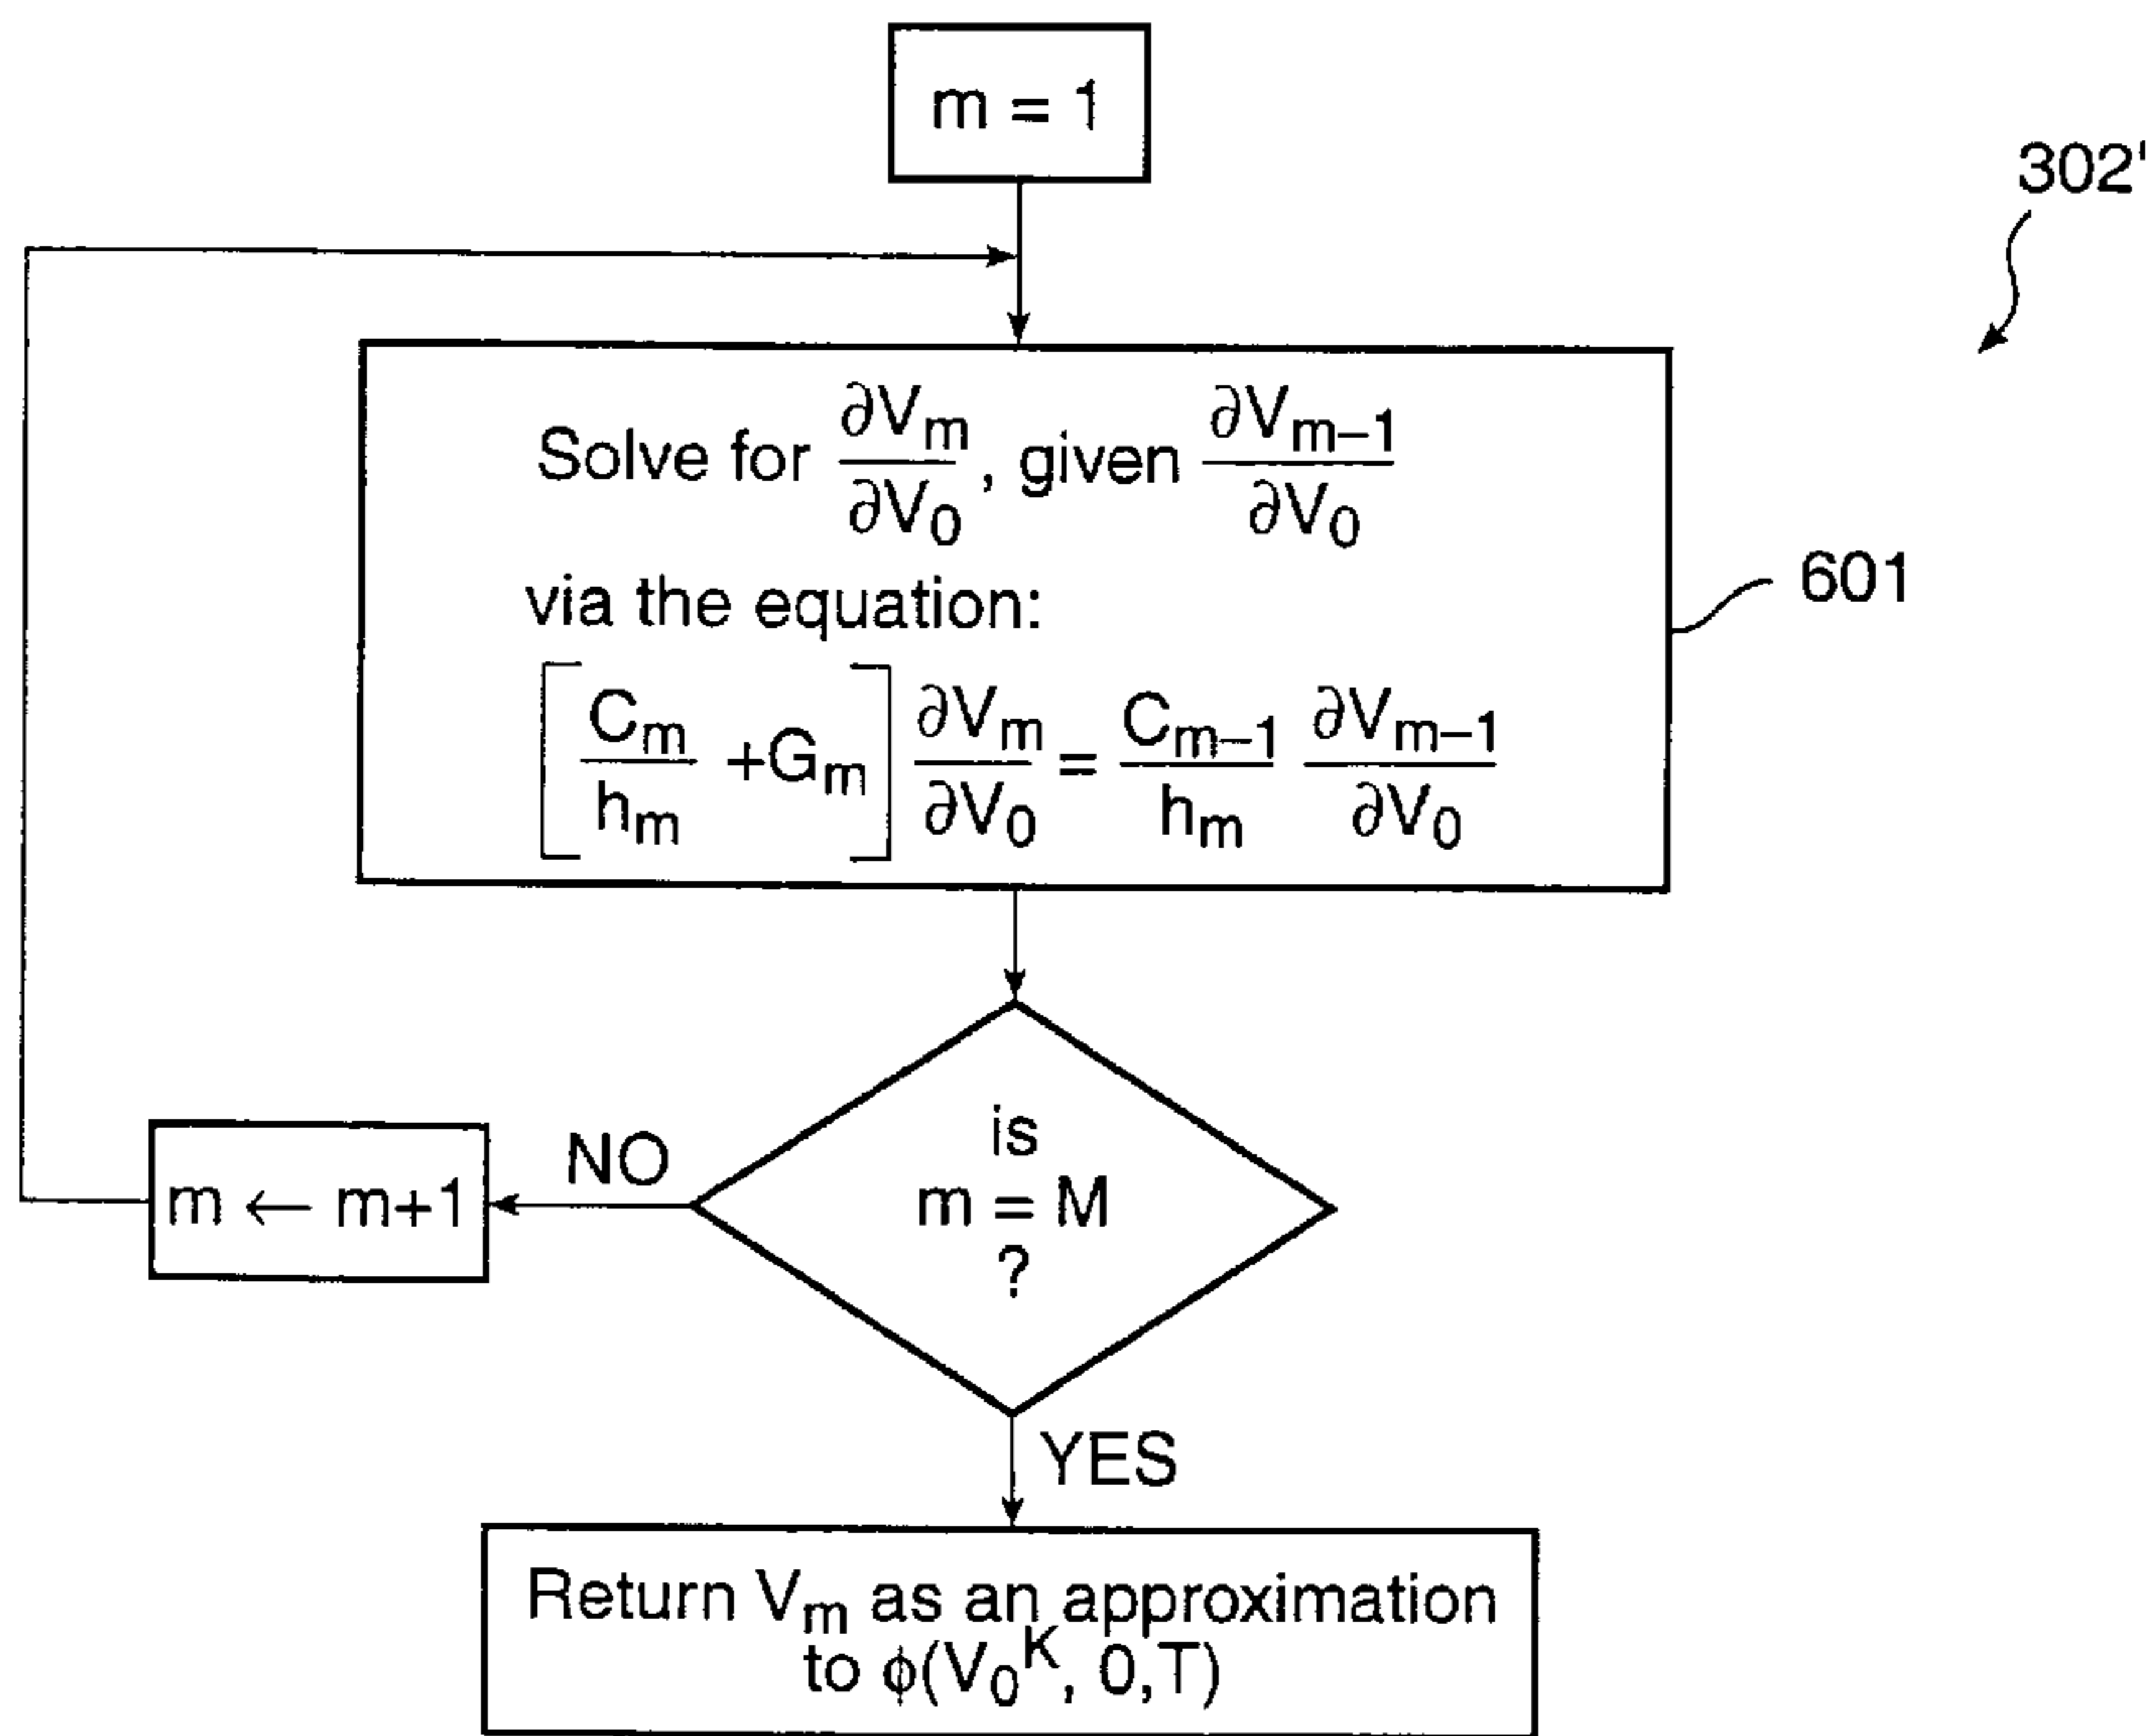 m = 1
302'
Solve for ∂Vₘ/∂V₀, given ∂Vₘ₋₁/∂V₀
via the equation:
[Cₘ/hₘ +Gₘ] ∂Vₘ/∂V₀ = Cₘ₋₁/hₘ ∂Vₘ₋₁/∂V₀
601
is
m = M
?
NO
m ← m+1
YES
Return Vₘ as an approximation
to ϕ(V₀ᴷ, 0,T)